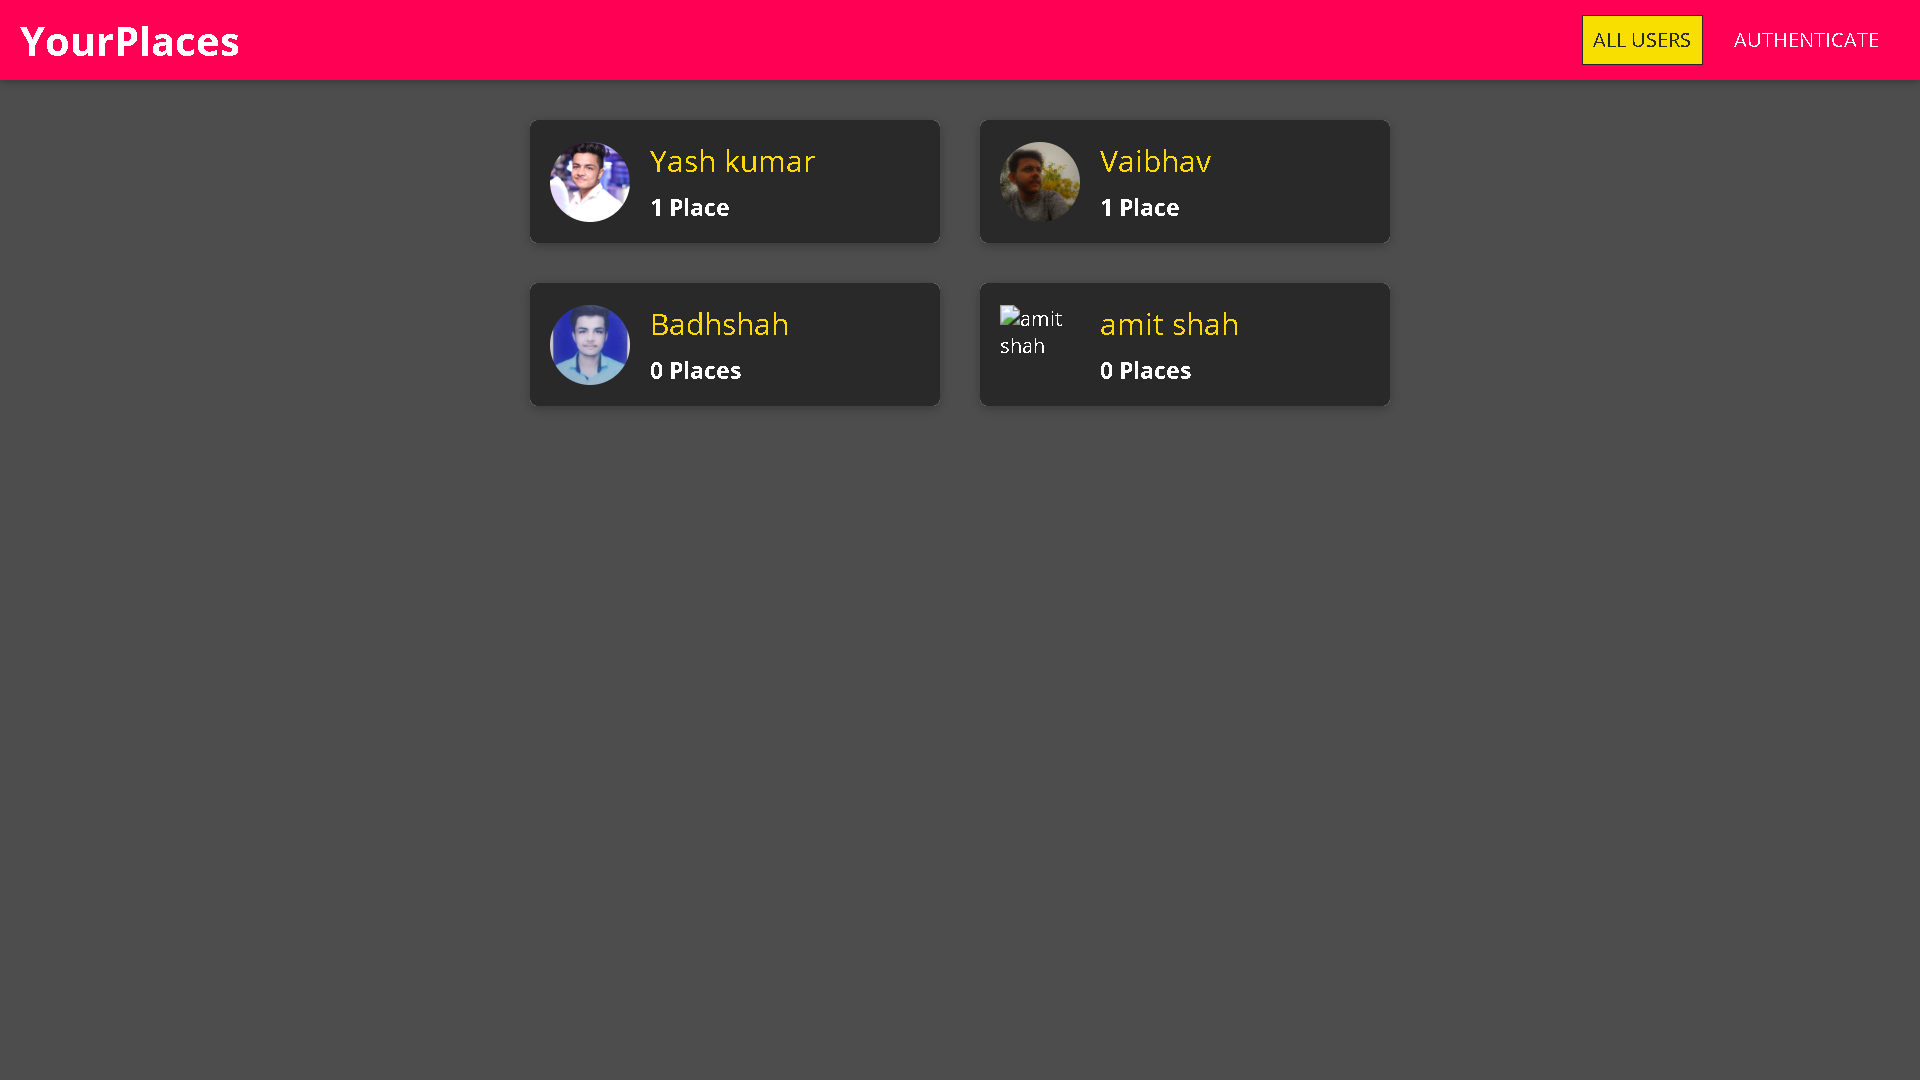 YourPlaces
ALL USERS
AUTHENTICATE
Yash kumar
1 Place
Vaibhav
1 Place
Badhshah
0 Places
amit
shah
amit shah
0 Places